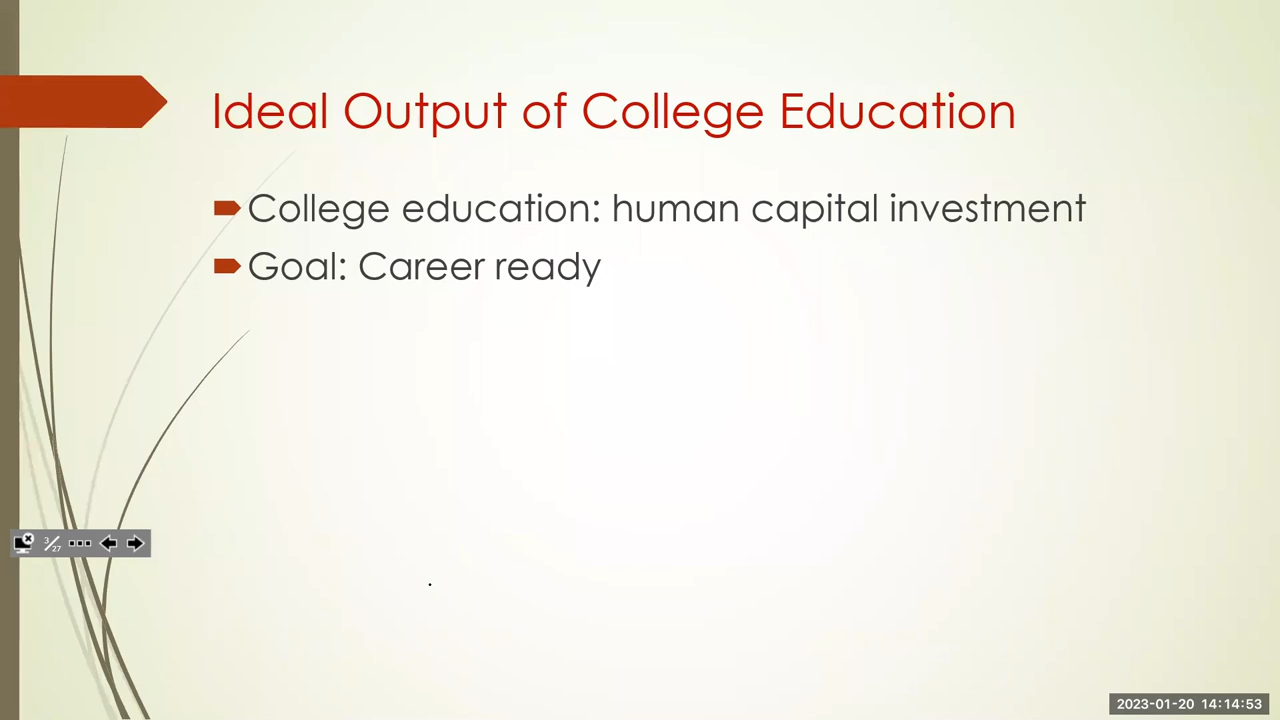 Ideal Output of College Education
College education: human capital investment
Goal: Career ready
3/27
2023-01-20 14:14:53